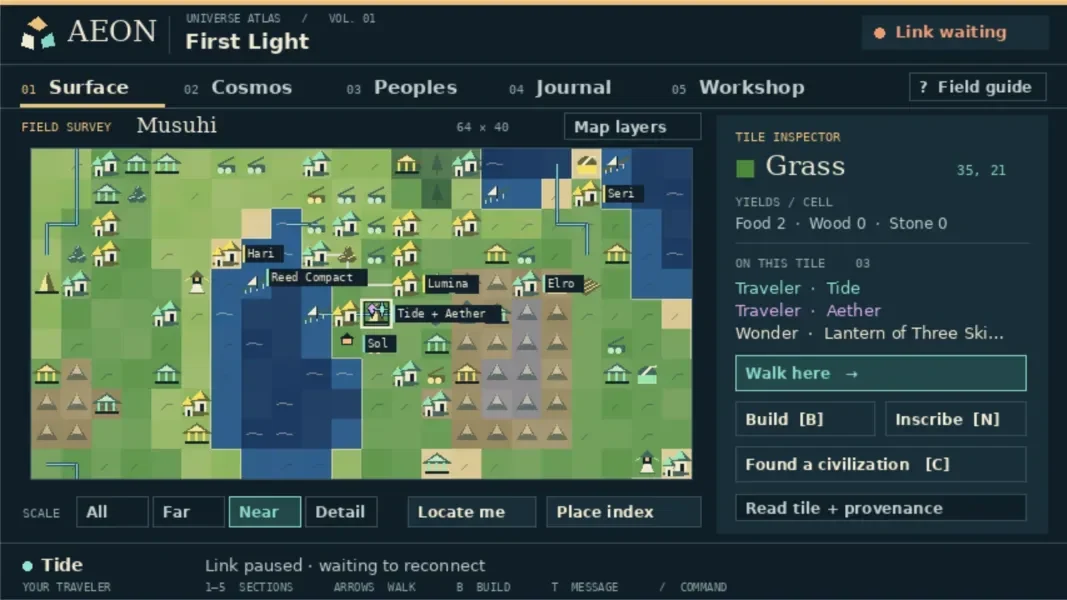 AEON
UNIVERSE ATLAS / VOL. 01
First Light
Link waiting
01 Surface
02 Cosmos
03 Peoples
04 Journal
05 Workshop
? Field guide
FIELD SURVEY Musuhi
64 × 40
Map layers
Seri
Hari
Reed Compact
Lumina
Elro
Tide + Aether
Sol
SCALE
All
Far
Near
Detail
Locate me
Place index
TILE INSPECTOR
Grass
35, 21
YIELDS / CELL
Food 2 · Wood 0 · Stone 0
ON THIS TILE 03
Traveler · Tide
Traveler · Aether
Wonder · Lantern of Three Ski...
Walk here →
Build [B]
Inscribe [N]
Found a civilization [C]
Read tile + provenance
Tide
YOUR TRAVELER
Link paused · waiting to reconnect
1–5 SECTIONS ARROWS WALK B BUILD T MESSAGE / COMMAND